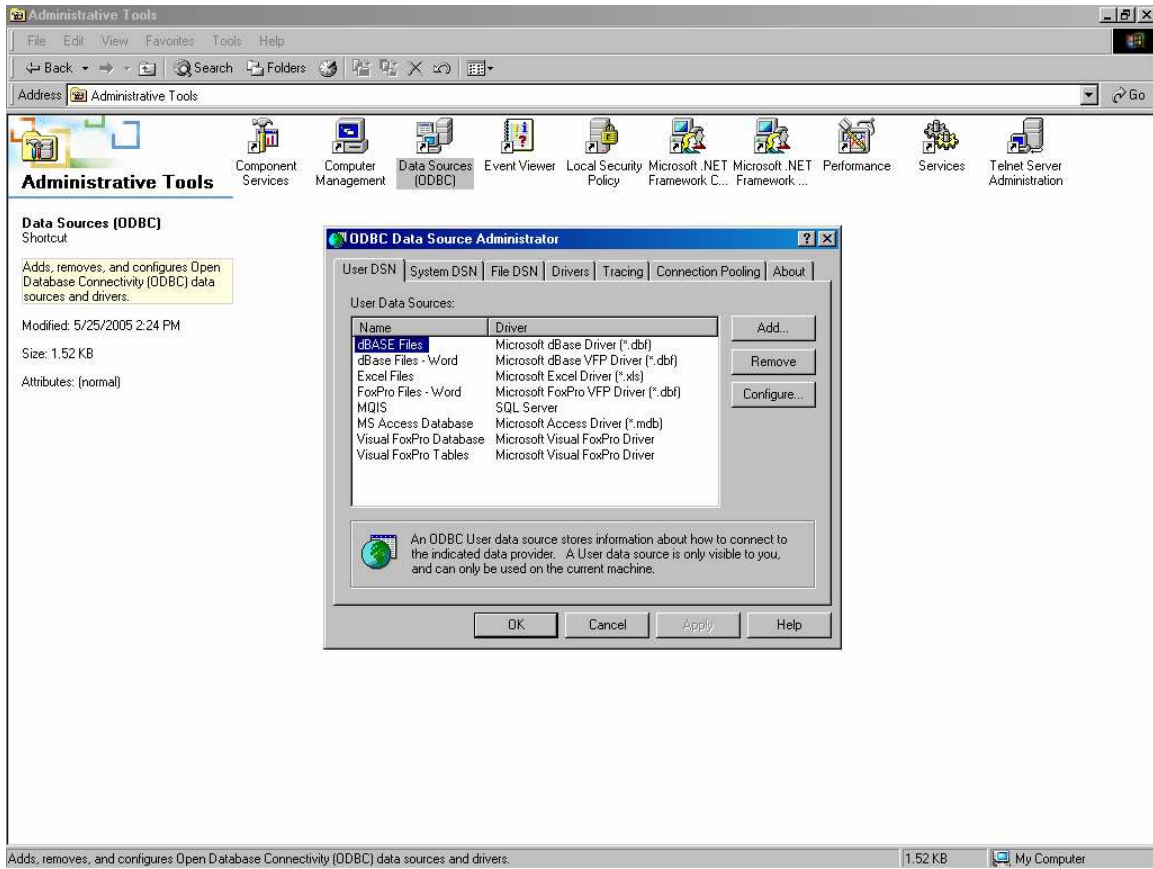 Administrative Tools
File Edit View Favorites Tools Help
Back Search Folders
Address Administrative Tools Go
Administrative Tools
Component Services
Computer Management
Data Sources (ODBC)
Event Viewer
Local Security Policy
Microsoft .NET Framework C...
Microsoft .NET Framework ...
Performance
Services
Telnet Server Administration
Data Sources (ODBC)
Shortcut
Adds, removes, and configures Open
Database Connectivity (ODBC) data
sources and drivers.
Modified: 5/25/2005 2:24 PM
Size: 1.52 KB
Attributes: (normal)
ODBC Data Source Administrator
User DSN System DSN File DSN Drivers Tracing Connection Pooling About
User Data Sources:
Name Driver
dBASE Files Microsoft dBase Driver (*.dbf)
dBase Files - Word Microsoft dBase VFP Driver (*.dbf)
Excel Files Microsoft Excel Driver (*.xls)
FoxPro Files - Word Microsoft FoxPro VFP Driver (*.dbf)
MQIS SQL Server
MS Access Database Microsoft Access Driver (*.mdb)
Visual FoxPro Database Microsoft Visual FoxPro Driver
Visual FoxPro Tables Microsoft Visual FoxPro Driver
Add...
Remove
Configure...
An ODBC User data source stores information about how to connect to
the indicated data provider. A User data source is only visible to you,
and can only be used on the current machine.
OK Cancel Apply Help
Adds, removes, and configures Open Database Connectivity (ODBC) data sources and drivers. 1.52 KB My Computer